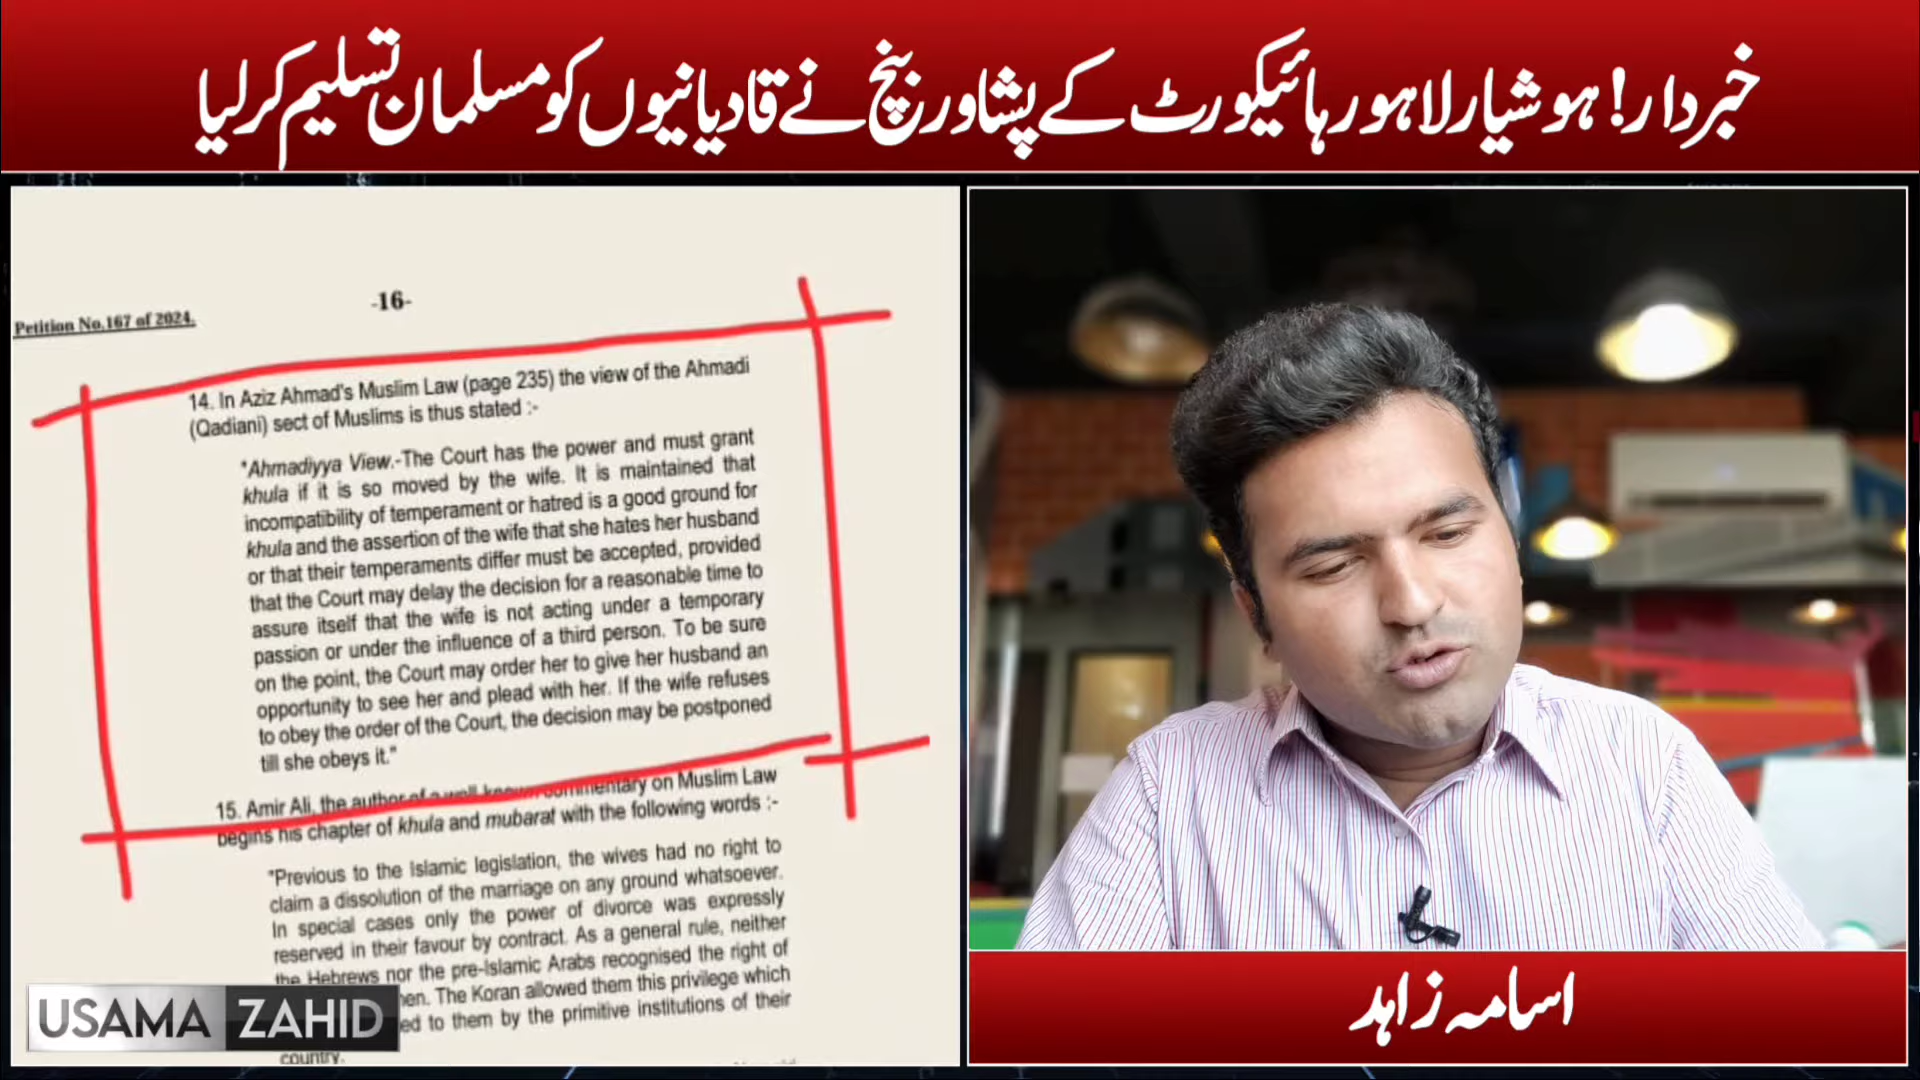 خبردار! ہوشیار لاہور ہائیکورٹ کے پشاور بنچ نے قادیانیوں کو مسلمان تسلیم کرلیا
-16-
Petition No.167 of 2024.
14. In Aziz Ahmad's Muslim Law (page 235) the view of the Ahmadi
(Qadiani) sect of Muslims is thus stated :-
"Ahmadiyya View.-The Court has the power and must grant
khula if it is so moved by the wife. It is maintained that
incompatibility of temperament or hatred is a good ground for
khula and the assertion of the wife that she hates her husband
or that their temperaments differ must be accepted, provided
that the Court may delay the decision for a reasonable time to
assure itself that the wife is not acting under a temporary
passion or under the influence of a third person. To be sure
on the point, the Court may order her to give her husband an
opportunity to see her and plead with her. If the wife refuses
to obey the order of the Court, the decision may be postponed
till she obeys it."
15. Amir Ali, the author of a well known commentary on Muslim Law
begins his chapter of khula and mubarat with the following words :-
"Previous to the Islamic legislation, the wives had no right to
claim a dissolution of the marriage on any ground whatsoever.
In special cases only the power of divorce was expressly
reserved in their favour by contract. As a general rule, neither
the Hebrews nor the pre-Islamic Arabs recognised the right of
The Koran allowed them this privilege which
to them by the primitive institutions of their
country.
USAMA ZAHID
اسامہ زاہد